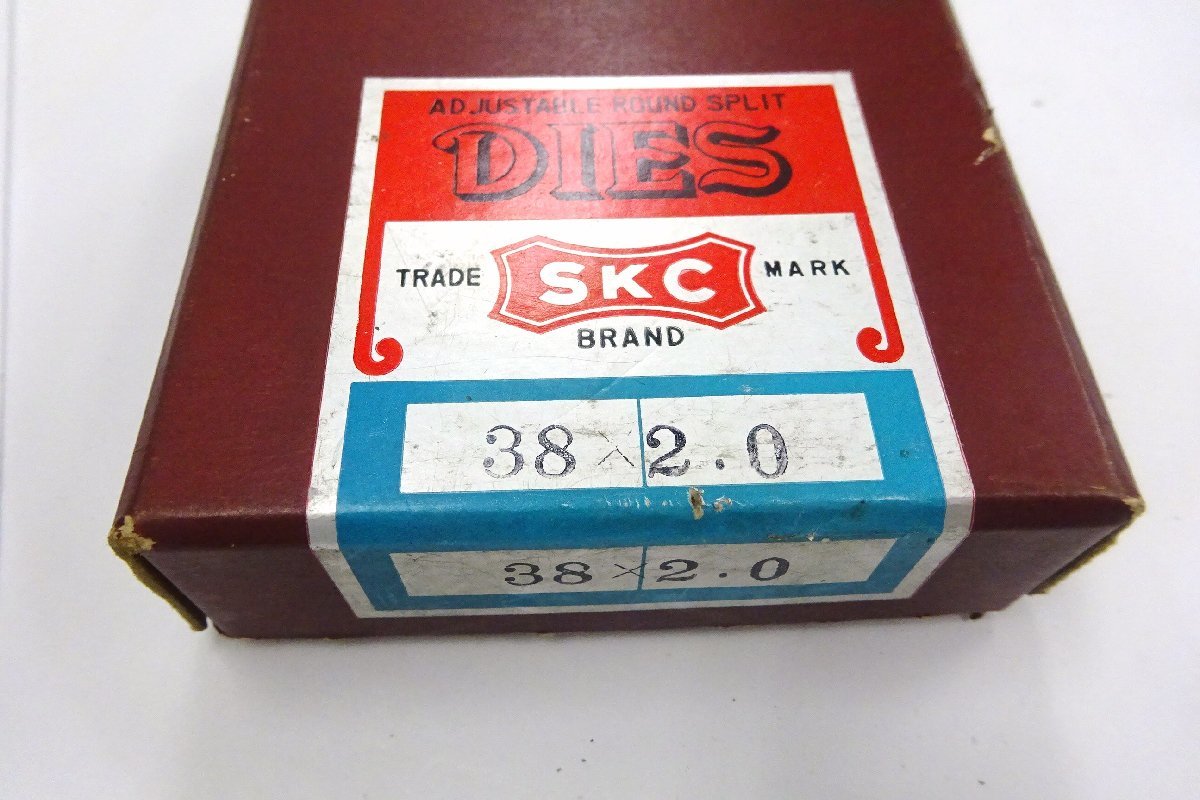 ADJUSTABLE ROUND SPLIT
DIES
TRADE SKC MARK
BRAND
38 × 2.0
38 × 2.0